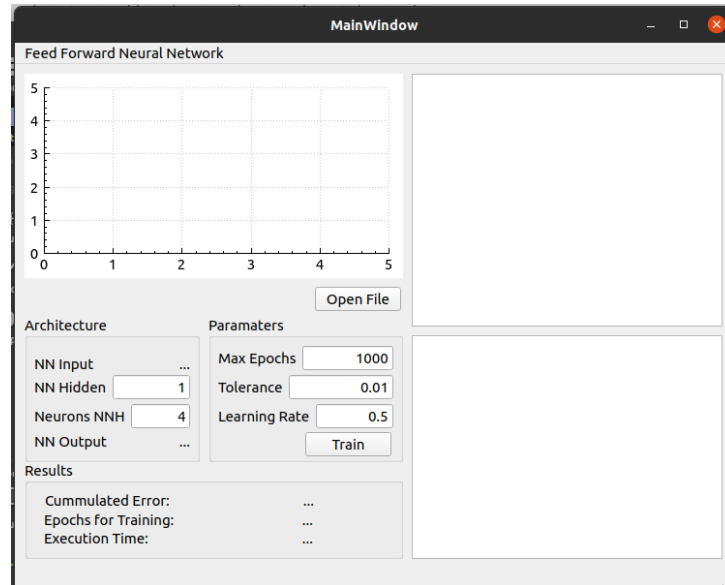 MainWindow
Feed Forward Neural Network
5
4
3
2
1
0
0 1 2 3 4 5
Open File
Architecture
NN Input ...
NN Hidden 1
Neurons NNH 4
NN Output ...
Paramaters
Max Epochs 1000
Tolerance 0.01
Learning Rate 0.5
Train
Results
Cummulated Error: ...
Epochs for Training: ...
Execution Time: ...